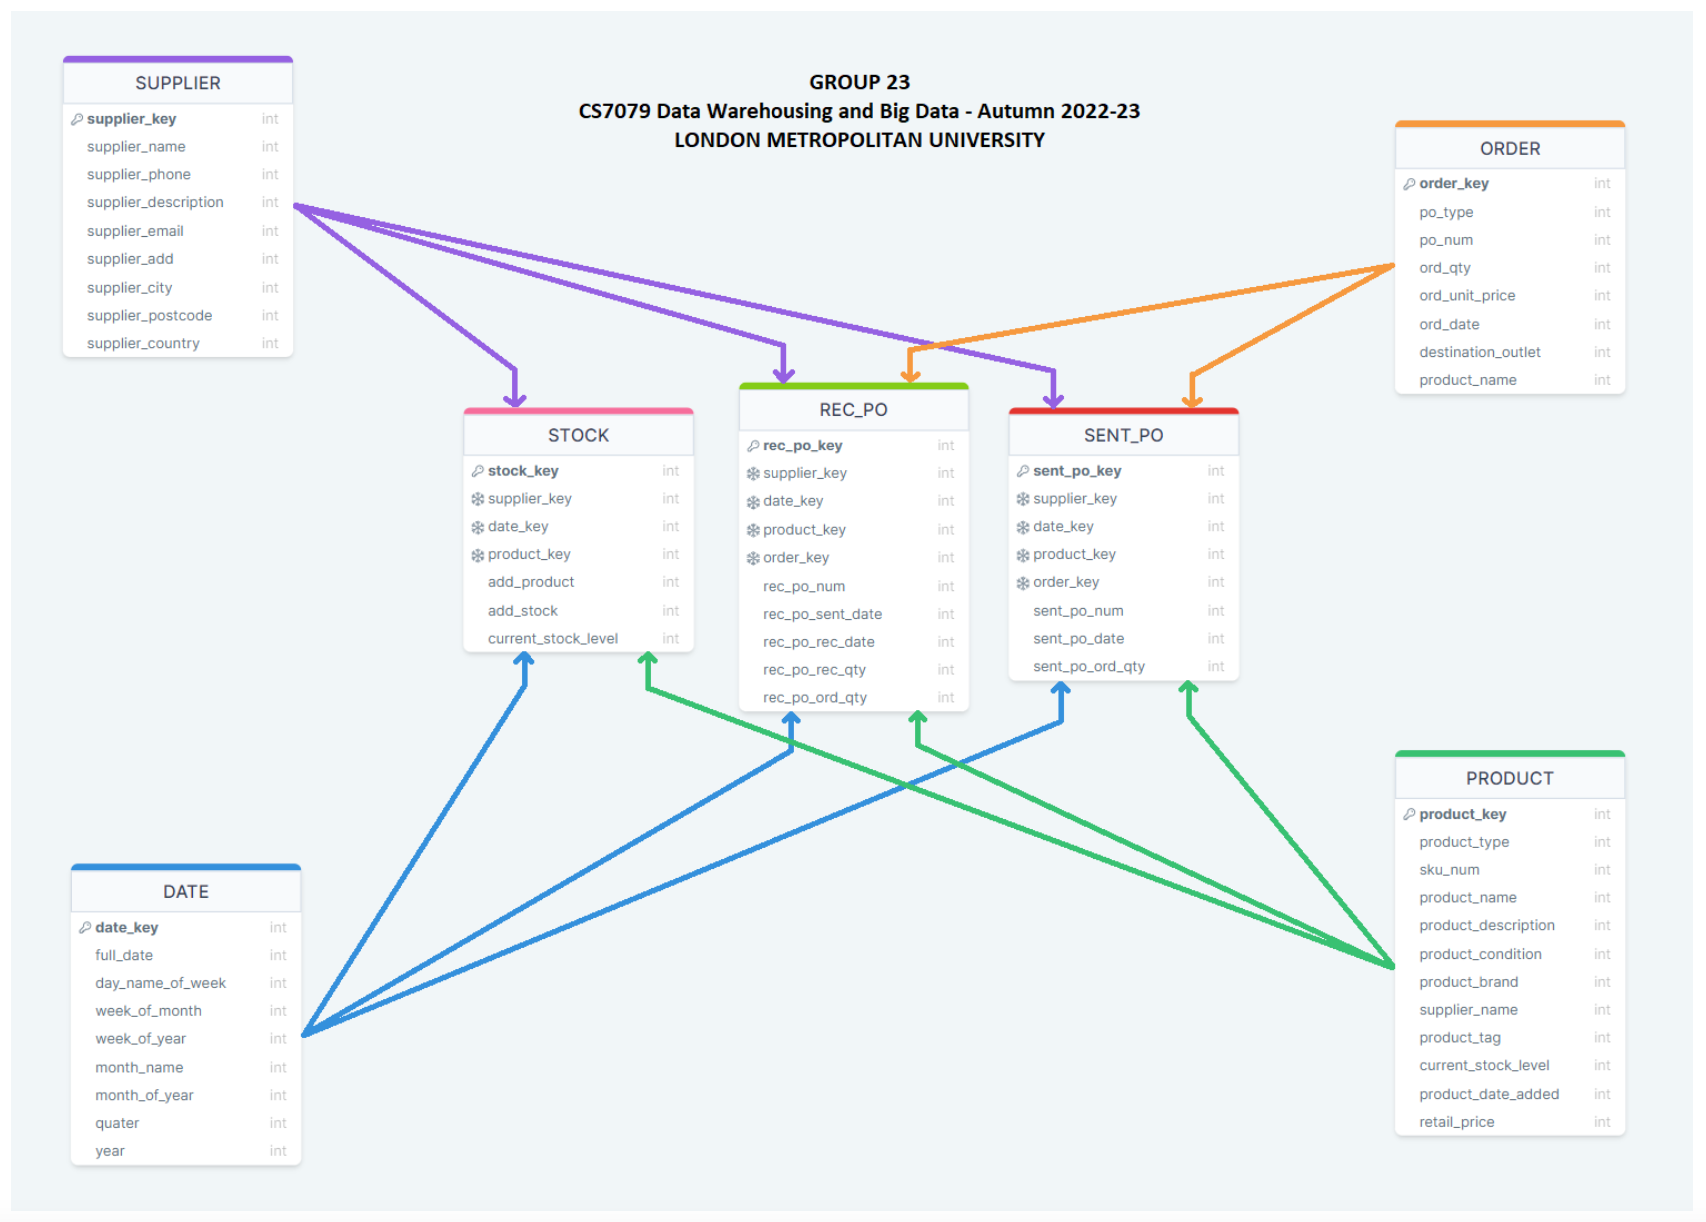 GROUP 23
CS7079 Data Warehousing and Big Data - Autumn 2022-23
LONDON METROPOLITAN UNIVERSITY
SUPPLIER
supplier_key int
supplier_name int
supplier_phone int
supplier_description int
supplier_email int
supplier_add int
supplier_city int
supplier_postcode int
supplier_country int
ORDER
order_key int
po_type int
po_num int
ord_qty int
ord_unit_price int
ord_date int
destination_outlet int
product_name int
STOCK
stock_key int
supplier_key int
date_key int
product_key int
add_product int
add_stock int
current_stock_level int
REC_PO
rec_po_key int
supplier_key int
date_key int
product_key int
order_key int
rec_po_num int
rec_po_sent_date int
rec_po_rec_date int
rec_po_rec_qty int
rec_po_ord_qty int
SENT_PO
sent_po_key int
supplier_key int
date_key int
product_key int
order_key int
sent_po_num int
sent_po_date int
sent_po_ord_qty int
DATE
date_key int
full_date int
day_name_of_week int
week_of_month int
week_of_year int
month_name int
month_of_year int
quater int
year int
PRODUCT
product_key int
product_type int
sku_num int
product_name int
product_description int
product_condition int
product_brand int
supplier_name int
product_tag int
current_stock_level int
product_date_added int
retail_price int